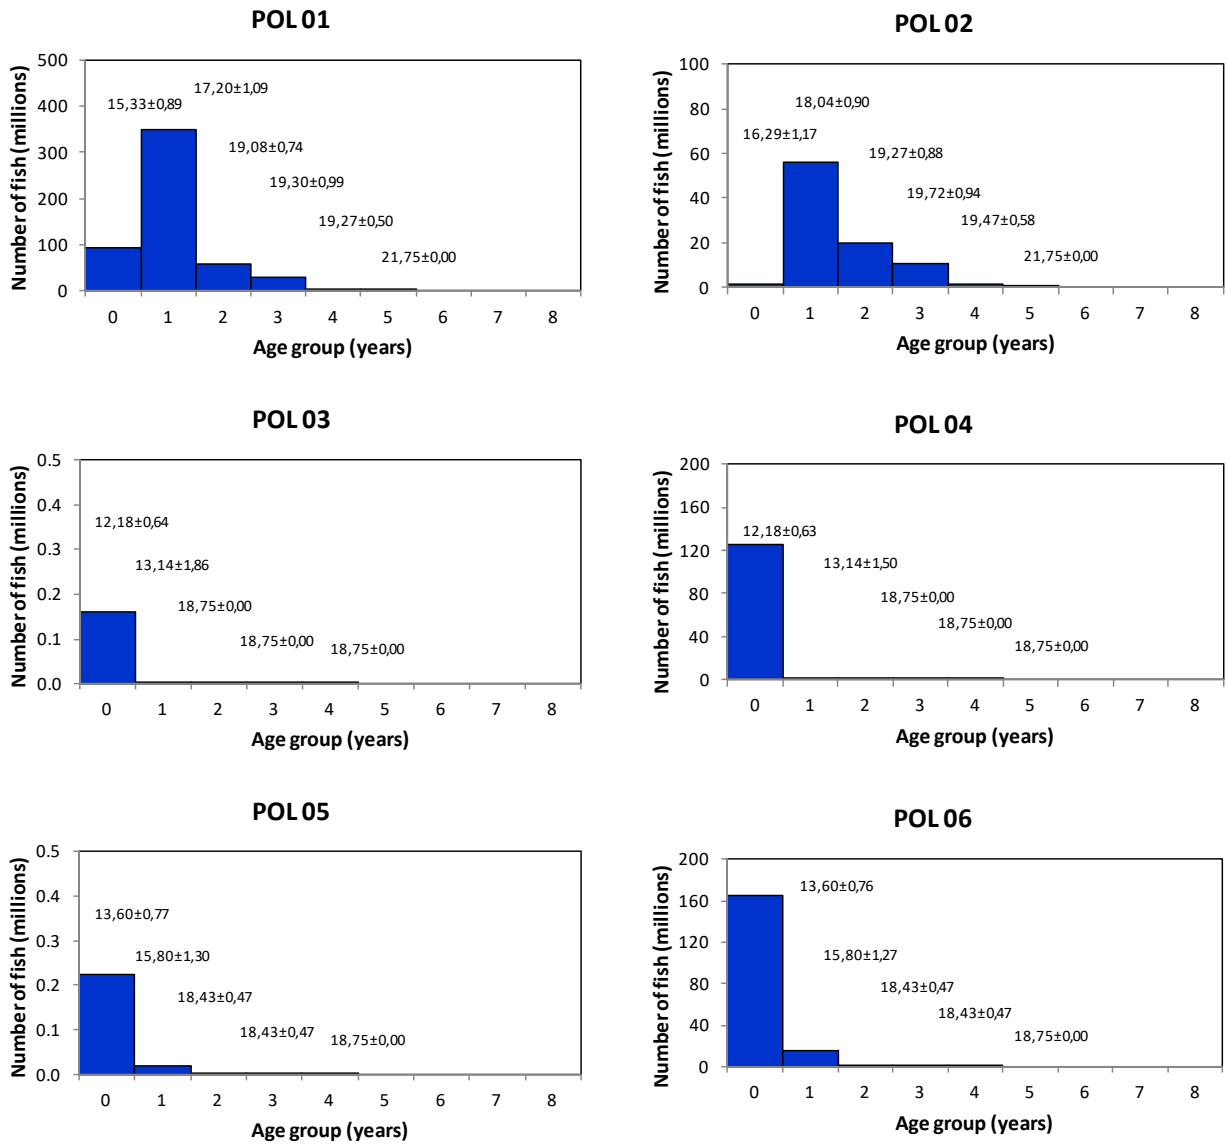 POL 01
Number of fish (millions)
500
400
300
200
100
0
15,33±0,89
17,20±1,09
19,08±0,74
19,30±0,99
19,27±0,50
21,75±0,00
0 1 2 3 4 5 6 7 8
Age group (years)
POL 02
Number of fish (millions)
100
80
60
40
20
0
16,29±1,17
18,04±0,90
19,27±0,88
19,72±0,94
19,47±0,58
21,75±0,00
0 1 2 3 4 5 6 7 8
Age group (years)
POL 03
Number of fish (millions)
0.5
0.4
0.3
0.2
0.1
0.0
12,18±0,64
13,14±1,86
18,75±0,00
18,75±0,00
18,75±0,00
0 1 2 3 4 5 6 7 8
Age group (years)
POL 04
Number of fish (millions)
200
160
120
80
40
0
12,18±0,63
13,14±1,50
18,75±0,00
18,75±0,00
18,75±0,00
0 1 2 3 4 5 6 7 8
Age group (years)
POL 05
Number of fish (millions)
0.5
0.4
0.3
0.2
0.1
0.0
13,60±0,77
15,80±1,30
18,43±0,47
18,43±0,47
18,75±0,00
0 1 2 3 4 5 6 7 8
Age group (years)
POL 06
Number of fish (millions)
200
160
120
80
40
0
13,60±0,76
15,80±1,27
18,43±0,47
18,43±0,47
18,75±0,00
0 1 2 3 4 5 6 7 8
Age group (years)